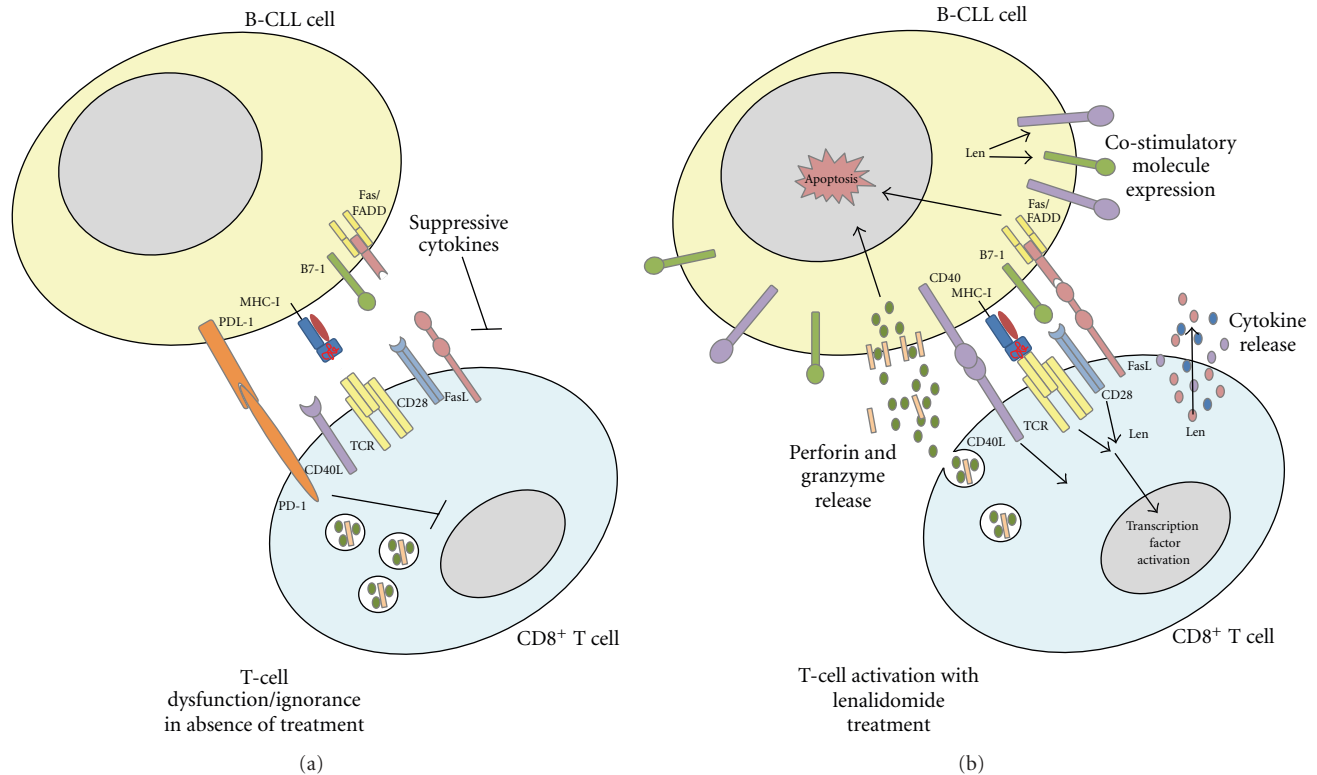 B-CLL cell
Fas/
FADD
Suppressive
cytokines
B7-1
MHC-I
PDL-1
CD28
FasL
TCR
CD40L
PD-1
CD8+ T cell
T-cell
dysfunction/ignorance
in absence of treatment
(a)
B-CLL cell
Len
Co-stimulatory
molecule
expression
Apoptosis
Fas/
FADD
B7-1
CD40
MHC-I
Cytokine
release
FasL
CD28
TCR
Len
Len
CD40L
Perforin and
granzyme
release
Transcription
factor
activation
CD8+ T cell
T-cell activation with
lenalidomide
treatment
(b)